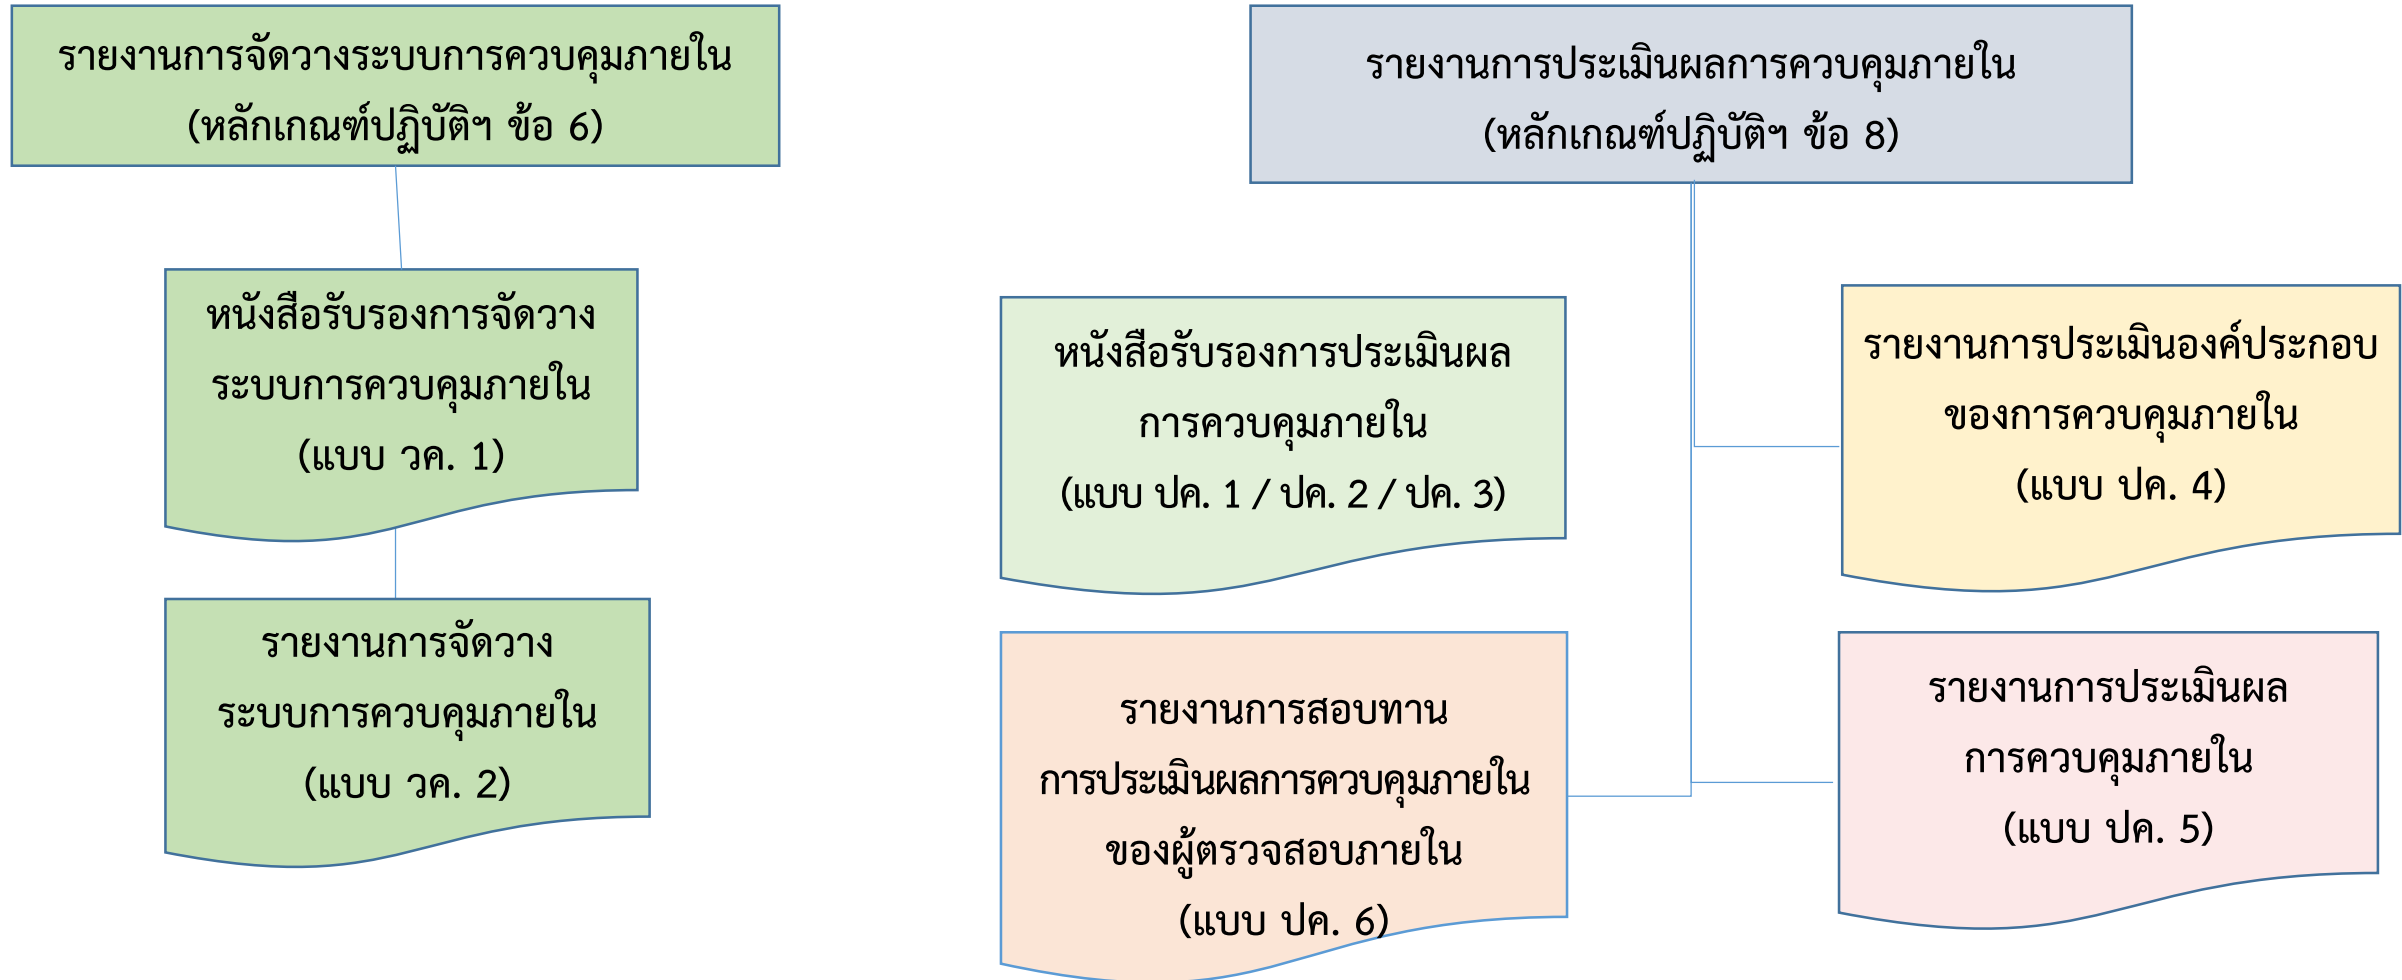 รายงานการจัดวางระบบการควบคุมภายใน
(หลักเกณฑ์ปฏิบัติฯ ข้อ 6)
หนังสือรับรองการจัดวาง
ระบบการควบคุมภายใน
(แบบ วค. 1)
รายงานการจัดวาง
ระบบการควบคุมภายใน
(แบบ วค. 2)
รายงานการประเมินผลการควบคุมภายใน
(หลักเกณฑ์ปฏิบัติฯ ข้อ 8)
หนังสือรับรองการประเมินผล
การควบคุมภายใน
(แบบ ปค. 1 / ปค. 2 / ปค. 3)
รายงานการประเมินองค์ประกอบ
ของการควบคุมภายใน
(แบบ ปค. 4)
รายงานการสอบทาน
การประเมินผลการควบคุมภายใน
ของผู้ตรวจสอบภายใน
(แบบ ปค. 6)
รายงานการประเมินผล
การควบคุมภายใน
(แบบ ปค. 5)